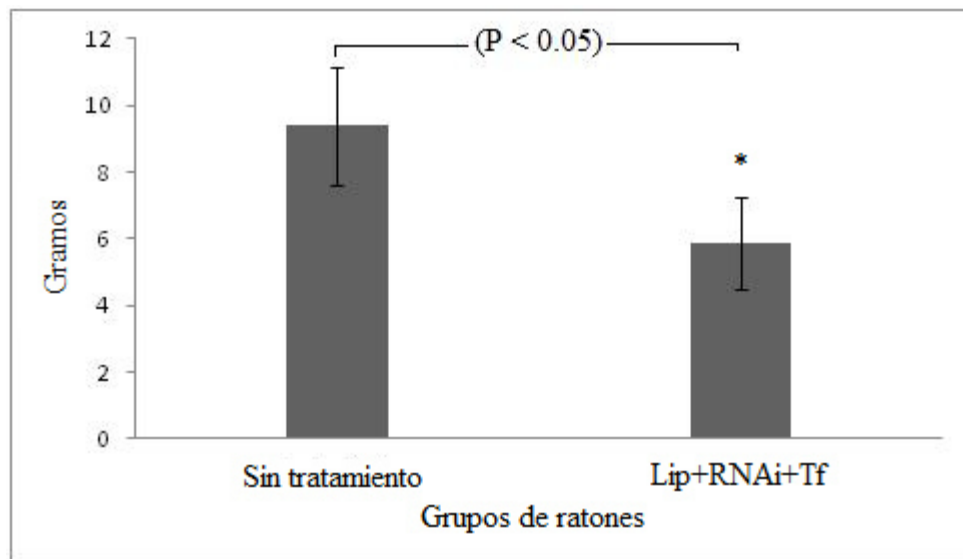 (P < 0.05)
12
10
8
6
4
2
0
Gramos
*
Sin tratamiento
Lip+RNAi+Tf
Grupos de ratones